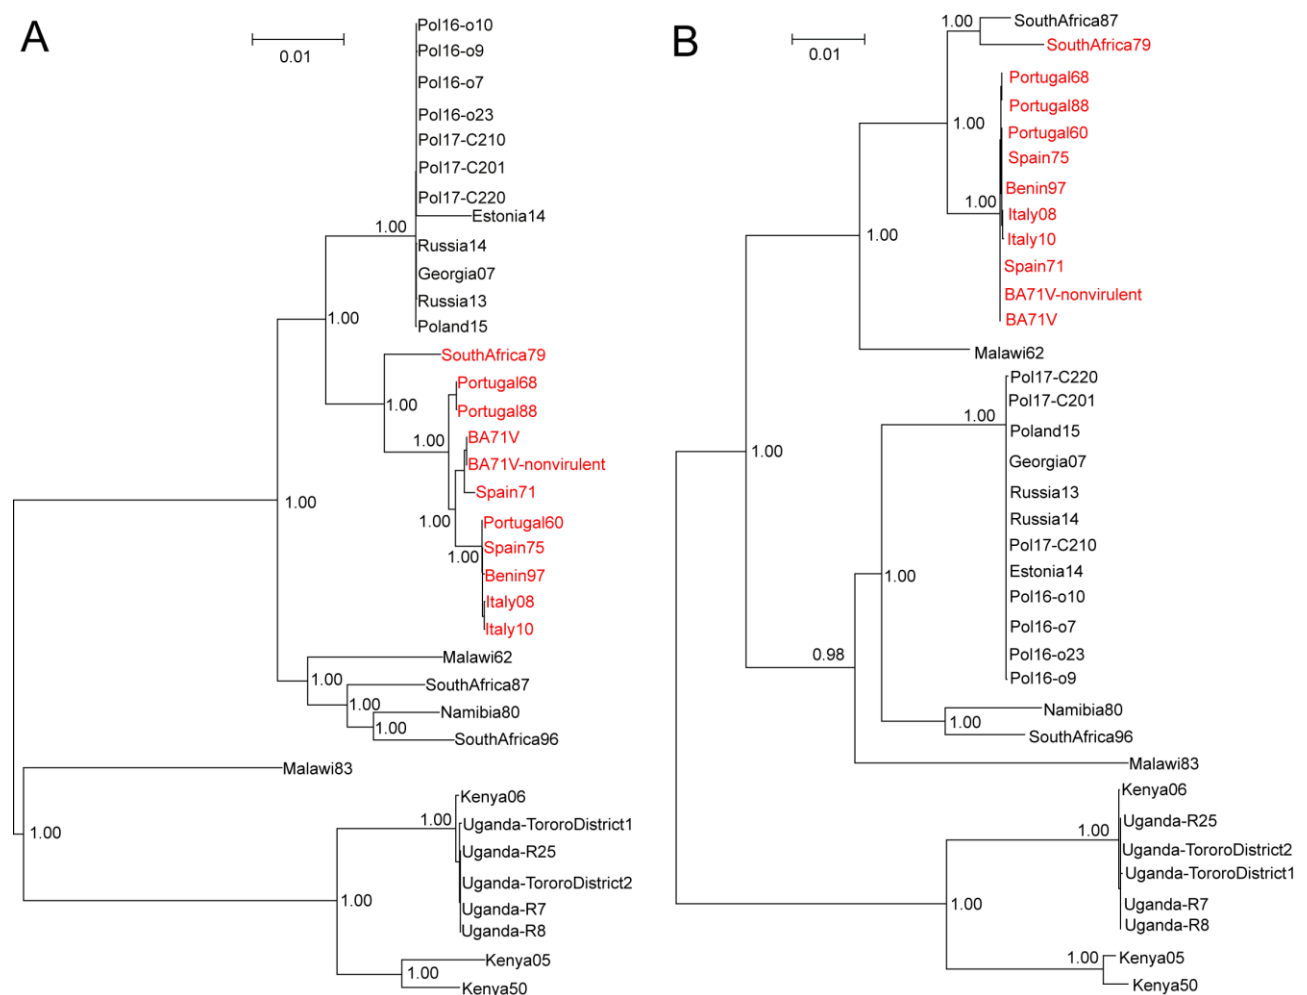 A
0.01
Pol16-o10
Pol16-o9
Pol16-o7
Pol16-o23
Pol17-C210
Pol17-C201
Pol17-C220
1.00
Estonia14
Russia14
Georgia07
Russia13
1.00
Poland15
SouthAfrica79
Portugal68
1.00
Portugal88
1.00
BA71V
BA71V-nonvirulent
Spain71
1.00
1.00
Portugal60
Spain75
1.00
Benin97
Italy08
Italy10
Malawi62
1.00
SouthAfrica87
1.00
Namibia80
1.00
SouthAfrica96
Malawi83
Kenya06
1.00
1.00
Uganda-TororoDistrict1
Uganda-R25
Uganda-TororoDistrict2
1.00
Uganda-R7
Uganda-R8
Kenya05
1.00
Kenya50
B
0.01
1.00
SouthAfrica87
SouthAfrica79
Portugal68
Portugal88
1.00
Portugal60
Spain75
Benin97
1.00
Italy08
1.00
Italy10
Spain71
BA71V-nonvirulent
BA71V
Malawi62
Pol17-C220
Pol17-C201
1.00
Poland15
1.00
Georgia07
Russia13
Russia14
Pol17-C210
Estonia14
1.00
Pol16-o10
Pol16-o7
0.98
Pol16-o23
Pol16-o9
Namibia80
1.00
SouthAfrica96
Malawi83
Kenya06
Uganda-R25
1.00
Uganda-TororoDistrict2
Uganda-TororoDistrict1
1.00
Uganda-R7
Uganda-R8
1.00
Kenya05
Kenya50